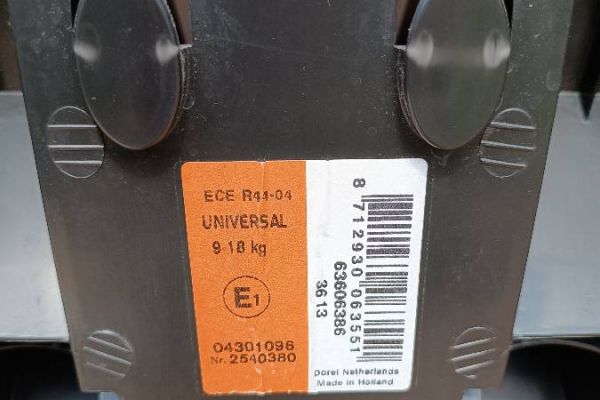 ECE R44-04
UNIVERSAL
9-18 kg
E1
04301096
Nr. 2540380
8 712930 063551
63606386
3613
Dorel Netherlands
Made in Holland